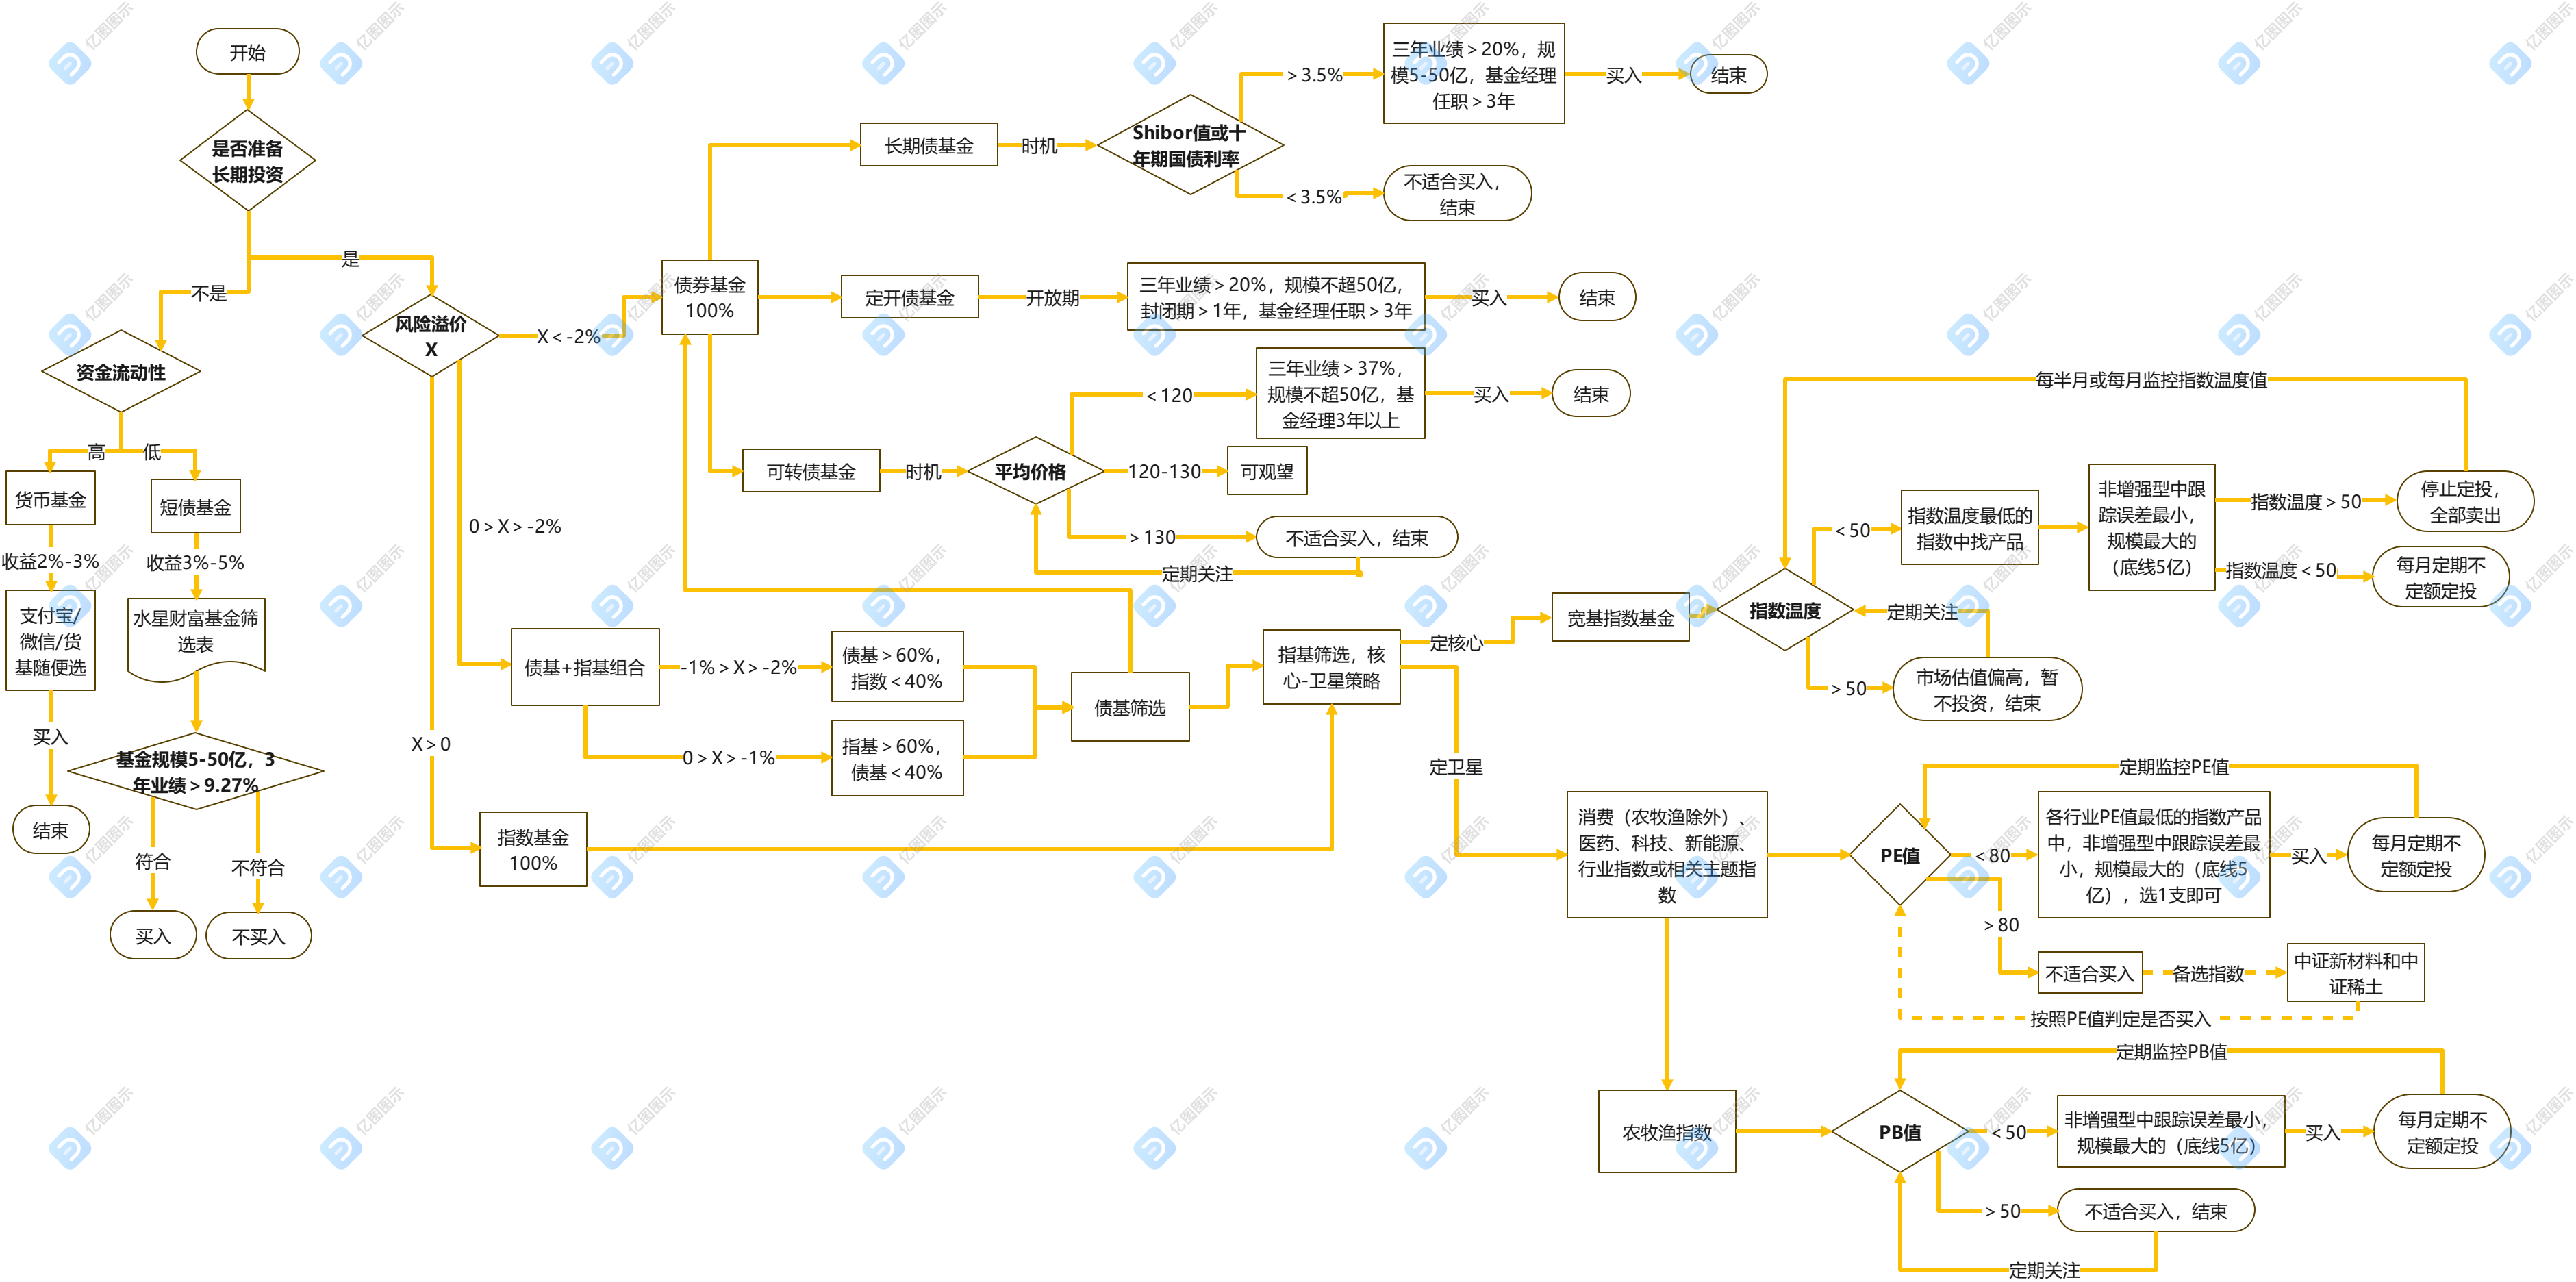 开始
是否准备
长期投资
不是
是
资金流动性
高
低
货币基金
短债基金
收益2%-3%
收益3%-5%
支付宝/
微信/货
基随便选
水星财富基金筛
选表
买入
基金规模5-50亿，3
年业绩＞9.27%
结束
符合
不符合
买入
不买入
风险溢价
X
X＜-2%
0＞X＞-2%
X＞0
债券基金
100%
长期债基金
时机
Shibor值或十
年期国债利率
＞3.5%
三年业绩＞20%，规
模5-50亿，基金经理
任职＞3年
买入
结束
＜3.5%
不适合买入，
结束
定开债基金
开放期
三年业绩＞20%，规模不超50亿，
封闭期＞1年，基金经理任职＞3年
买入
结束
可转债基金
时机
平均价格
＜120
三年业绩＞37%，
规模不超50亿，基
金经理3年以上
买入
结束
120-130
可观望
＞130
不适合买入，结束
定期关注
债基+指基组合
-1%＞X＞-2%
债基＞60%，
指数＜40%
0＞X＞-1%
指基＞60%，
债基＜40%
债基筛选
指数基金
100%
指基筛选，核
心-卫星策略
定核心
宽基指数基金
指数温度
＜50
指数温度最低的
指数中找产品
非增强型中跟
踪误差最小，
规模最大的
（底线5亿）
指数温度＞50
停止定投，
全部卖出
每半月或每月监控指数温度值
指数温度＜50
每月定期不
定额定投
＞50
市场估值偏高，暂
不投资，结束
定期关注
定卫星
消费（农牧渔除外）、
医药、科技、新能源、
行业指数或相关主题指
数
PE值
＜80
各行业PE值最低的指数产品
中，非增强型中跟踪误差最
小，规模最大的（底线5
亿），选1支即可
买入
每月定期不
定额定投
定期监控PE值
＞80
不适合买入
备选指数
中证新材料和中
证稀土
按照PE值判定是否买入
农牧渔指数
PB值
＜50
非增强型中跟踪误差最小，
规模最大的（底线5亿）
买入
每月定期不
定额定投
定期监控PB值
＞50
不适合买入，结束
定期关注
亿图图示